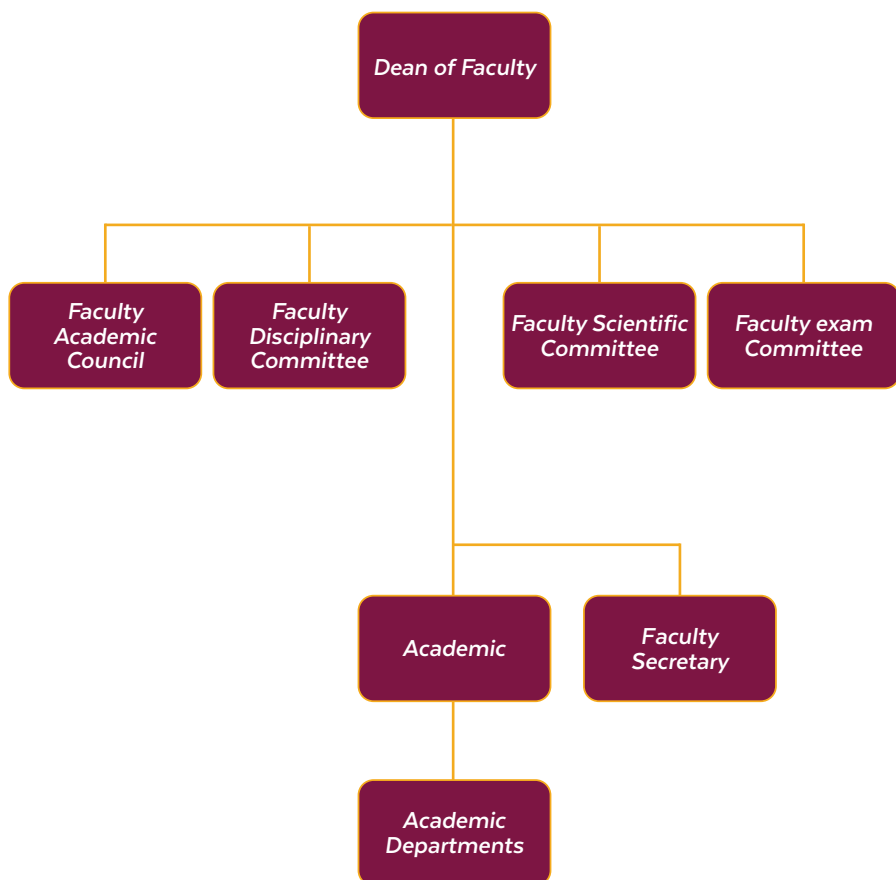 Dean of Faculty
Faculty
Academic
Council
Faculty
Disciplinary
Committee
Faculty Scientific
Committee
Faculty exam
Committee
Academic
Faculty
Secretary
Academic
Departments